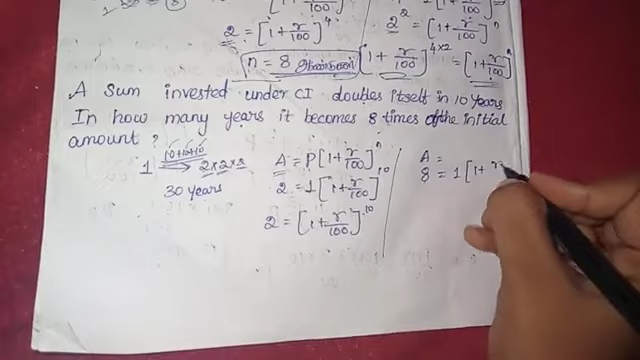 2 = [1 + r/100]^4
2^2 = [1 + r/100]^n
n = 8 ஆண்டுகள்
[1 + r/100]^4×2 = [1 + r/100]^n
A Sum invested under CI doubles itself in 10 years
In how many years it becomes 8 times of the initial
amount ?
10+10+10
1 ⟹ 2×2×2
30 years
A = P[1 + r/100]^n
2 = 1[1 + r/100]^10
2 = [1 + r/100]^10
A =
8 = 1[1 + r